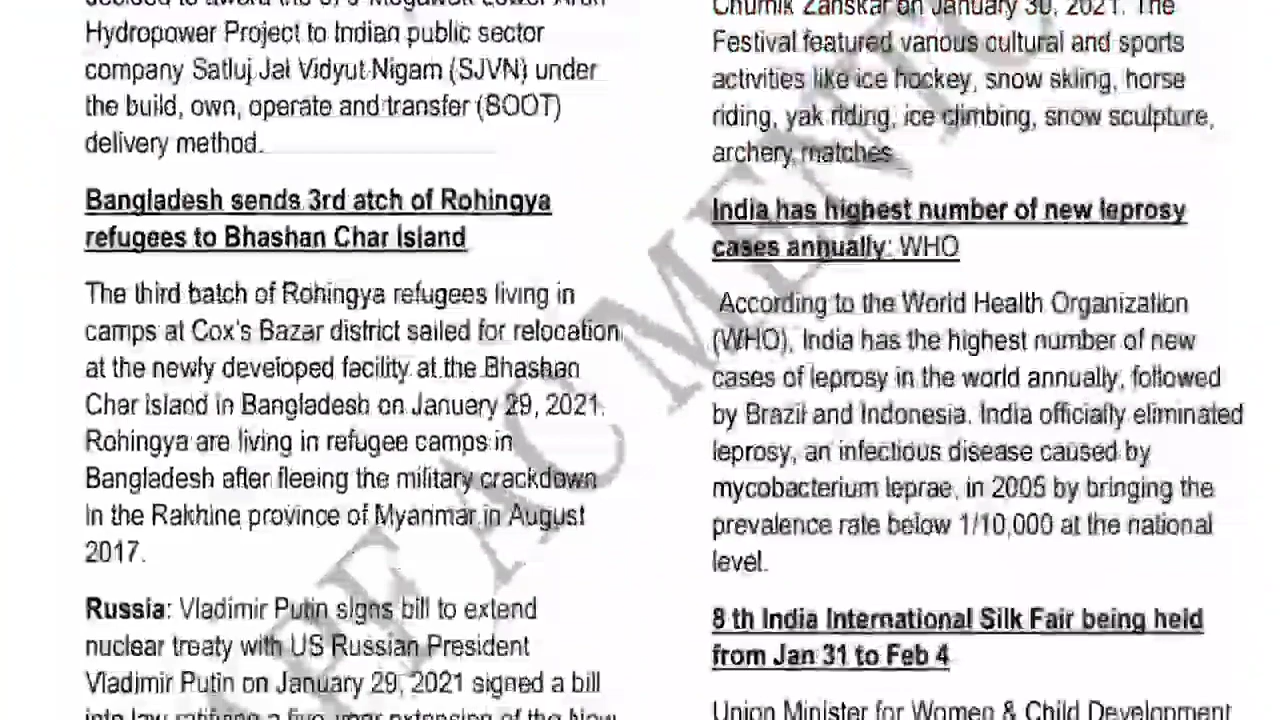 Hydropower Project to Indian public sector
company Satluj Jal Vidyut Nigam (SJVN) under
the build, own, operate and transfer (BOOT)
delivery method.
Bangladesh sends 3rd atch of Rohingya
refugees to Bhashan Char Island
The third batch of Rohingya refugees living in
camps at Cox's Bazar district sailed for relocation
at the newly developed facility at the Bhashan
Char island in Bangladesh on January 29, 2021.
Rohingya are living in refugee camps in
Bangladesh after fleeing the military crackdown
in the Rakhine province of Myanmar in August
2017.
Russia: Vladimir Putin signs bill to extend
nuclear treaty with US Russian President
Vladimir Putin on January 29, 2021 signed a bill
into law ratifying a five-year extension of the New
Zanskar on January 30, 2021. The
Festival featured various cultural and sports
activities like ice hockey, snow skiing, horse
riding, yak riding, ice climbing, snow sculpture,
archery matches
India has highest number of new leprosy
cases annually: WHO
According to the World Health Organization
(WHO), India has the highest number of new
cases of leprosy in the world annually, followed
by Brazil and Indonesia. India officially eliminated
leprosy, an infectious disease caused by
mycobacterium leprae, in 2005 by bringing the
prevalence rate below 1/10,000 at the national
level.
8 th India International Silk Fair being held
from Jan 31 to Feb 4
Union Minister for Women & Child Development